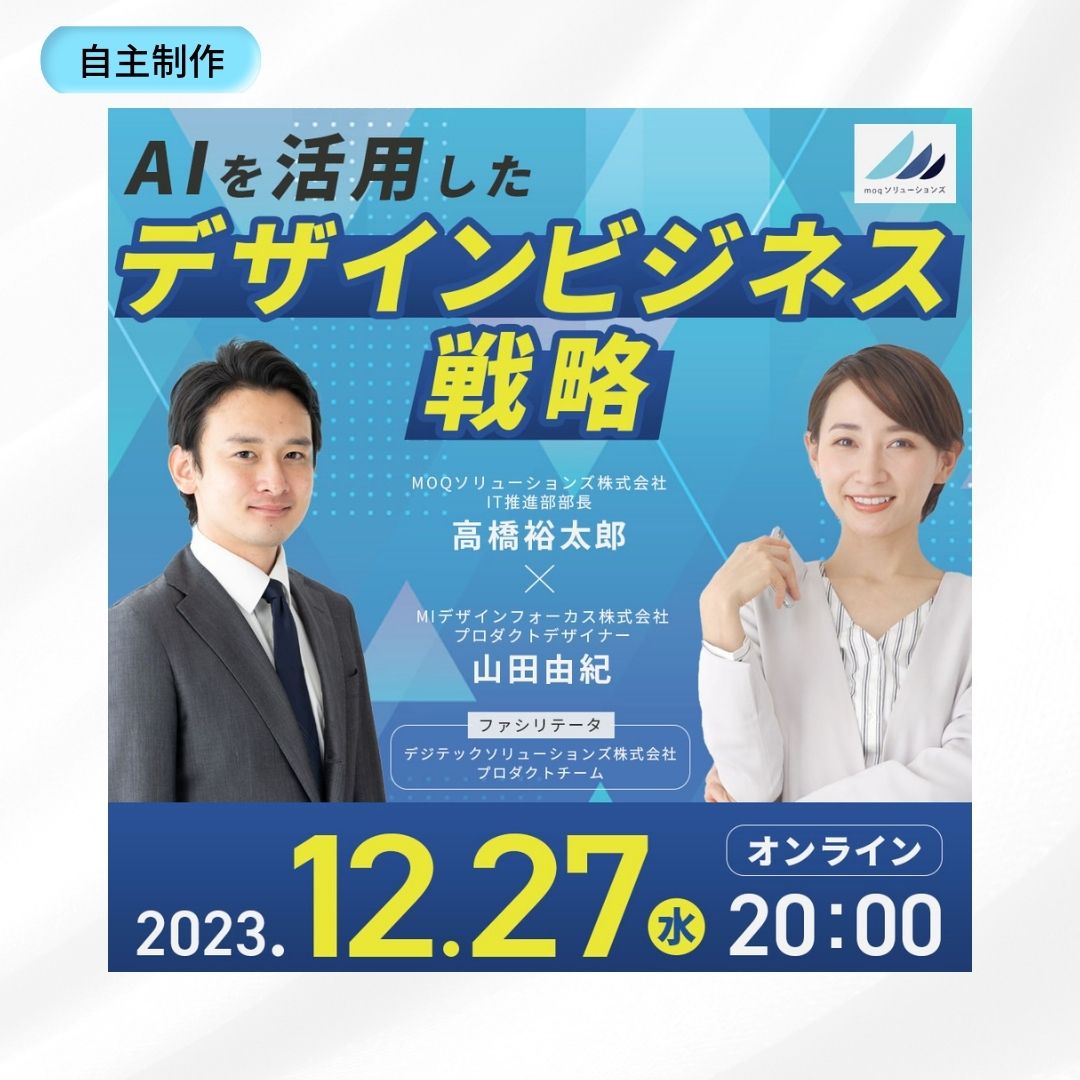 自主制作
AIを活用した
moqソリューションズ
デザインビジネス
戦略
MOQソリューションズ株式会社
IT推進部部長
高橋裕太郎
×
MIデザインフォーカス株式会社
プロダクトデザイナー
山田由紀
ファシリテータ
デジテックソリューションズ株式会社
プロダクトチーム
2023.12.27水
オンライン
20:00